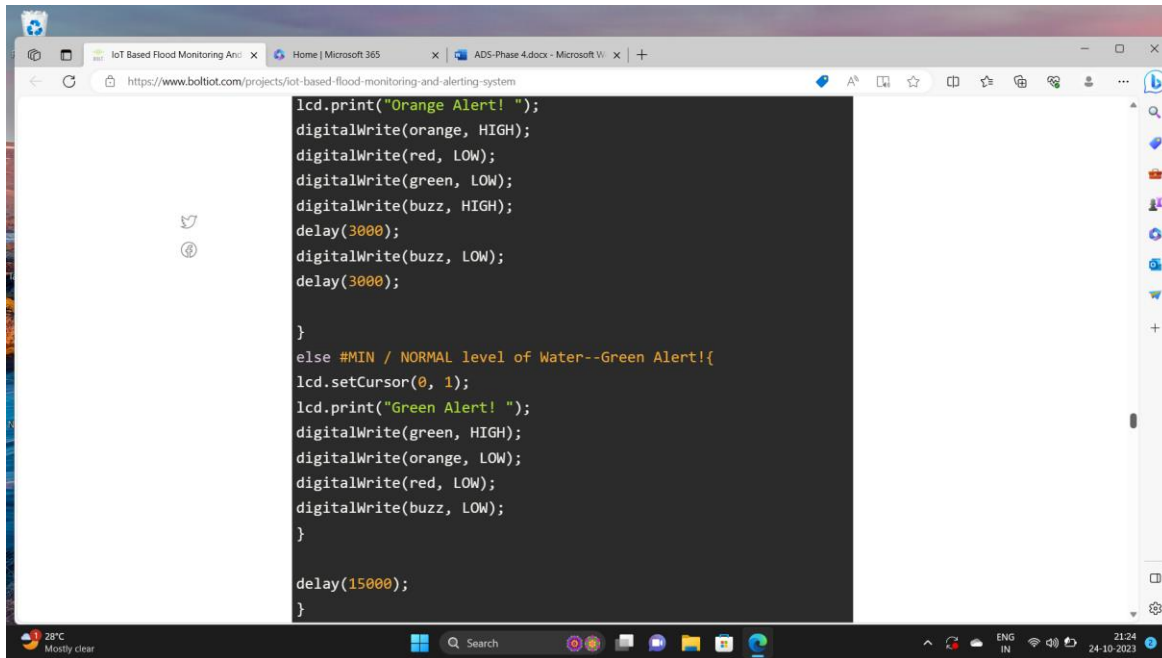 IoT Based Flood Monitoring And
Home | Microsoft 365
ADS-Phase 4.docx - Microsoft W
https://www.boltiot.com/projects/iot-based-flood-monitoring-and-alerting-system
lcd.print("Orange Alert! ");
digitalWrite(orange, HIGH);
digitalWrite(red, LOW);
digitalWrite(green, LOW);
digitalWrite(buzz, HIGH);
delay(3000);
digitalWrite(buzz, LOW);
delay(3000);
}
else #MIN / NORMAL level of Water--Green Alert!{
lcd.setCursor(0, 1);
lcd.print("Green Alert! ");
digitalWrite(green, HIGH);
digitalWrite(orange, LOW);
digitalWrite(red, LOW);
digitalWrite(buzz, LOW);
}
delay(15000);
}
1
28°C
Mostly clear
Search
ENG
IN
21:24
24-10-2023
2